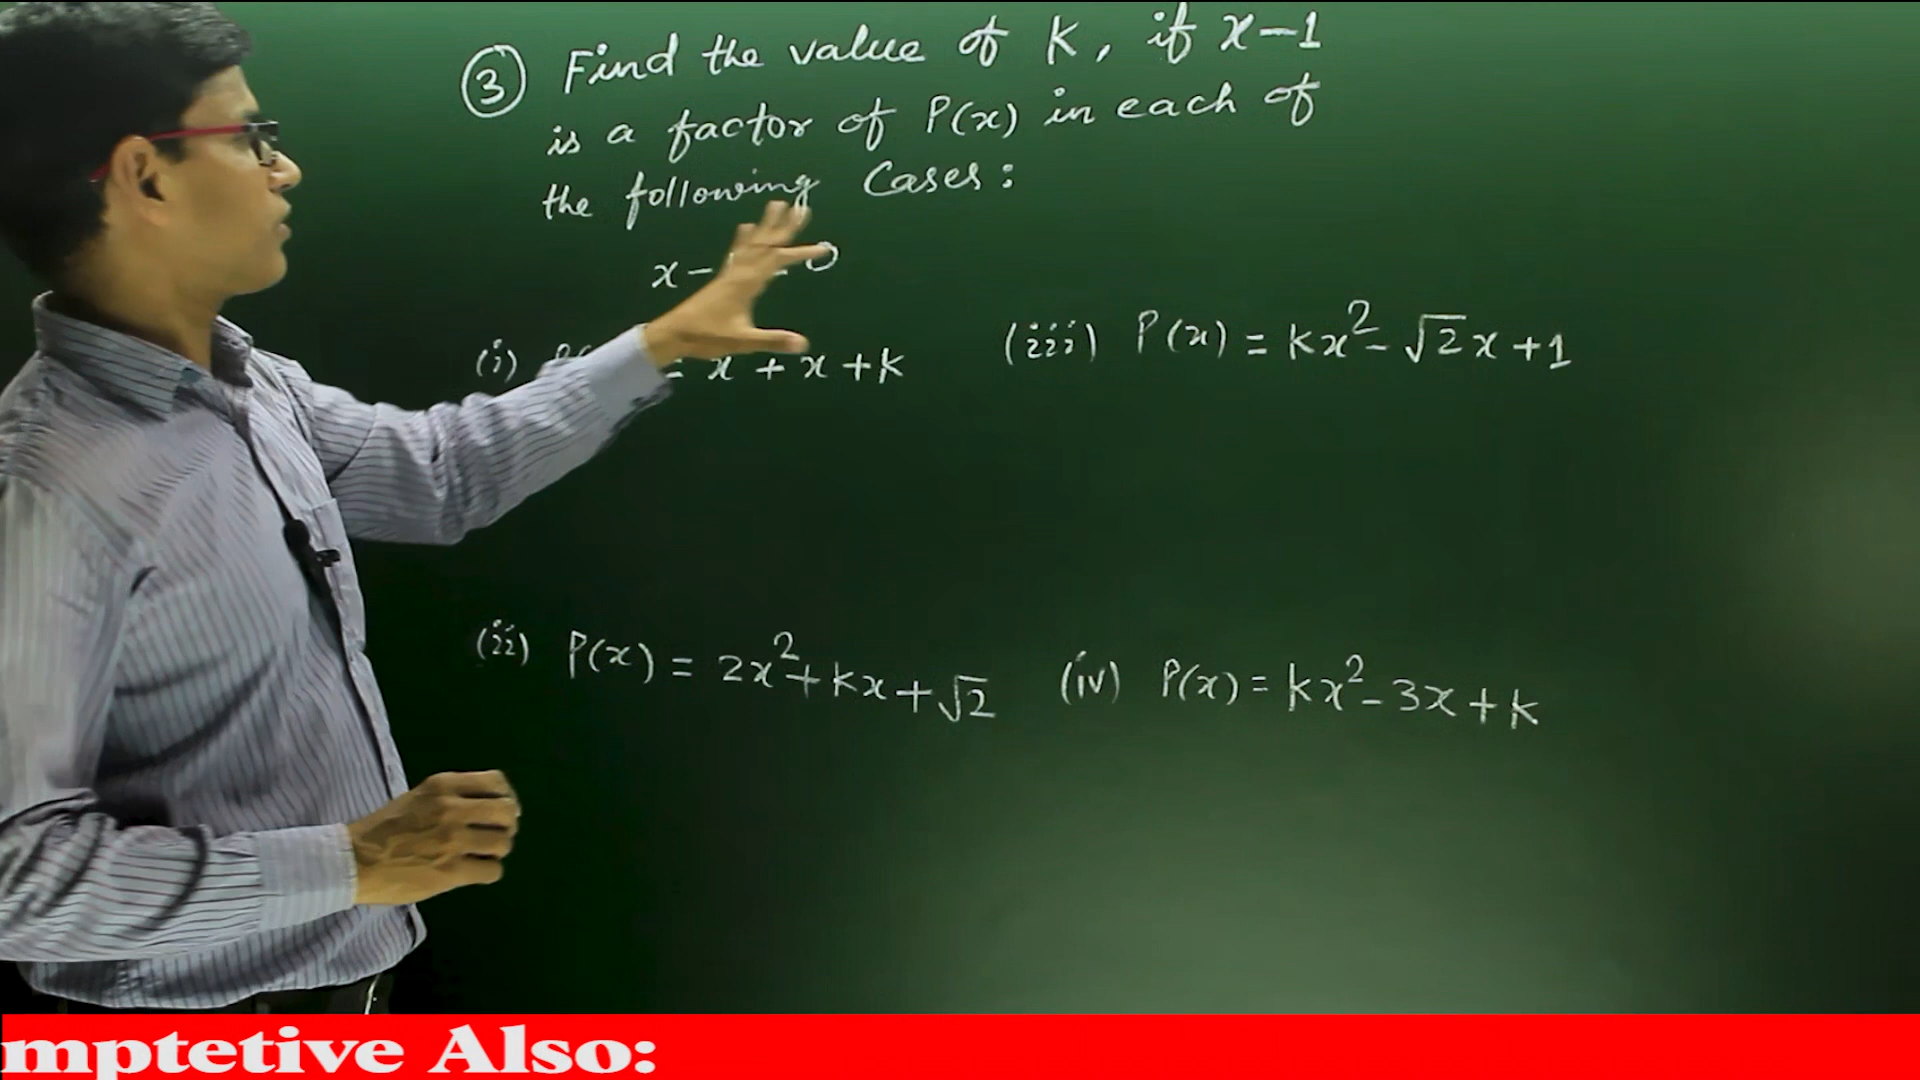 ③ Find the value of K, if x-1
is a factor of P(x) in each of
the following Cases:
x - = 0
(i) = x + x + k
(iii) P(x) = kx² - √2x + 1
(ii) P(x) = 2x² + kx + √2
(iv) P(x) = kx² - 3x + k
mptetive Also: